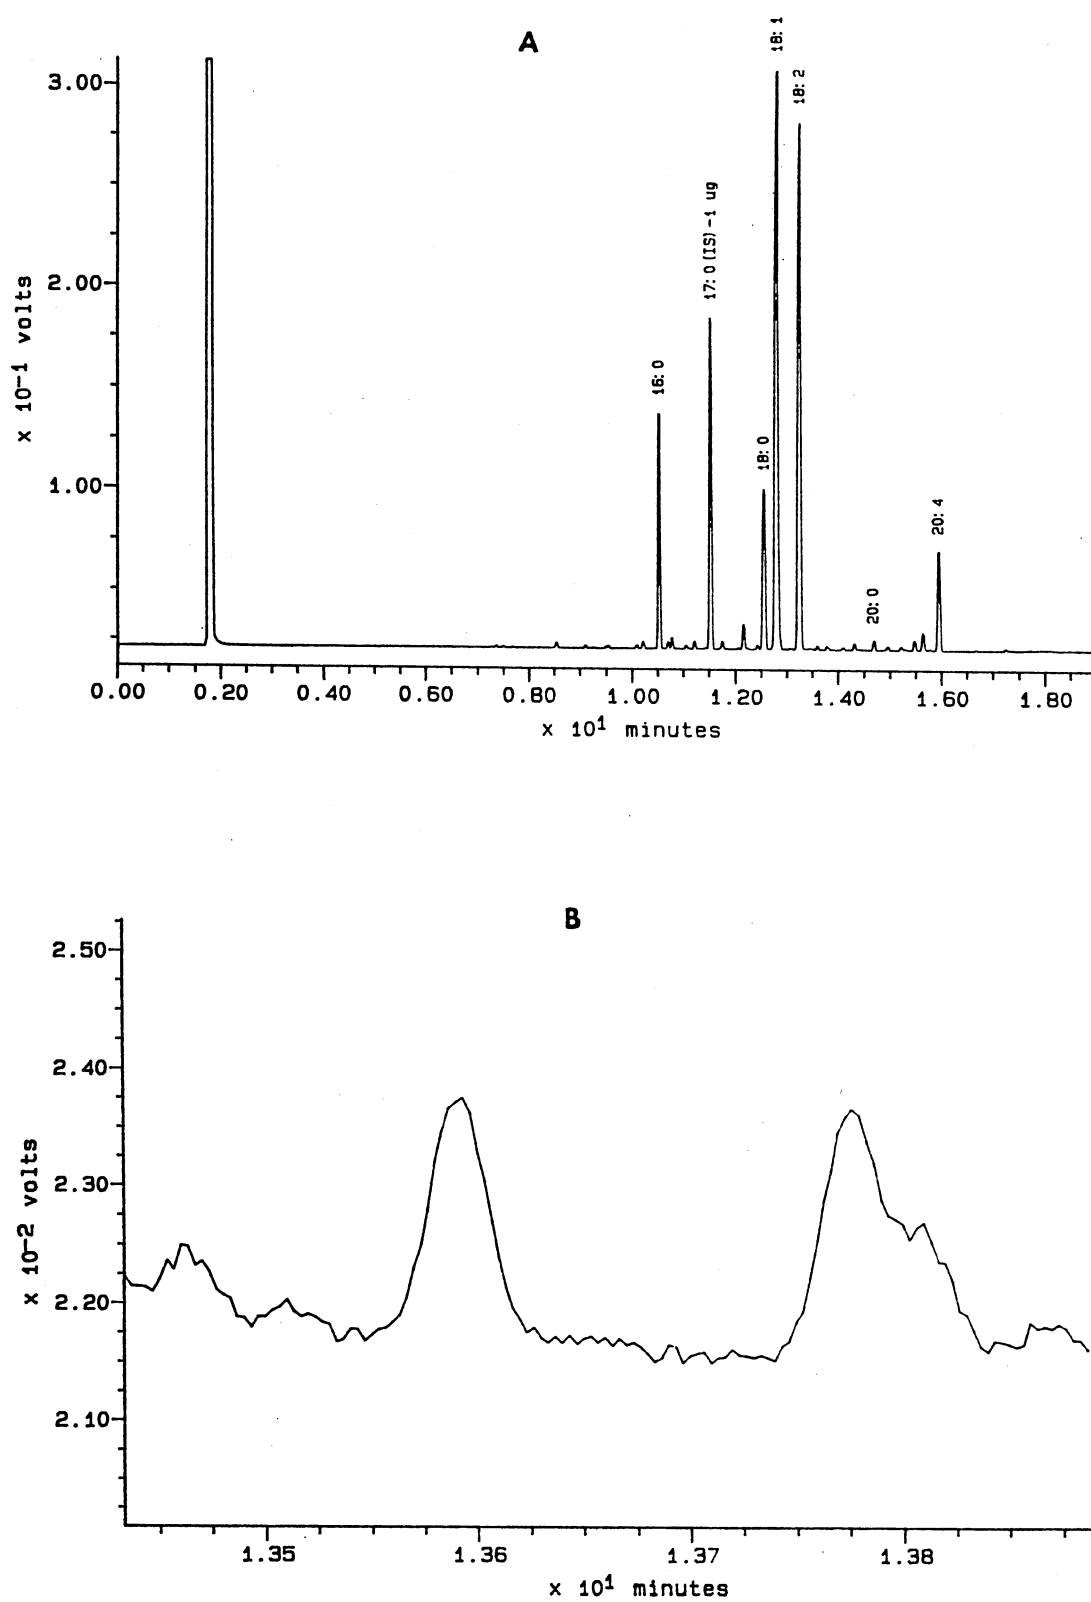 A
3.00
2.00
1.00
x 10-1 volts
16: 0
17: 0 (IS) -1 ug
18: 0
18: 1
18: 2
20: 0
20: 4
0.00 0.20 0.40 0.60 0.80 1.00 1.20 1.40 1.60 1.80
x 101 minutes
B
2.50
2.40
2.30
2.20
2.10
x 10-2 volts
1.35 1.36 1.37 1.38
x 101 minutes